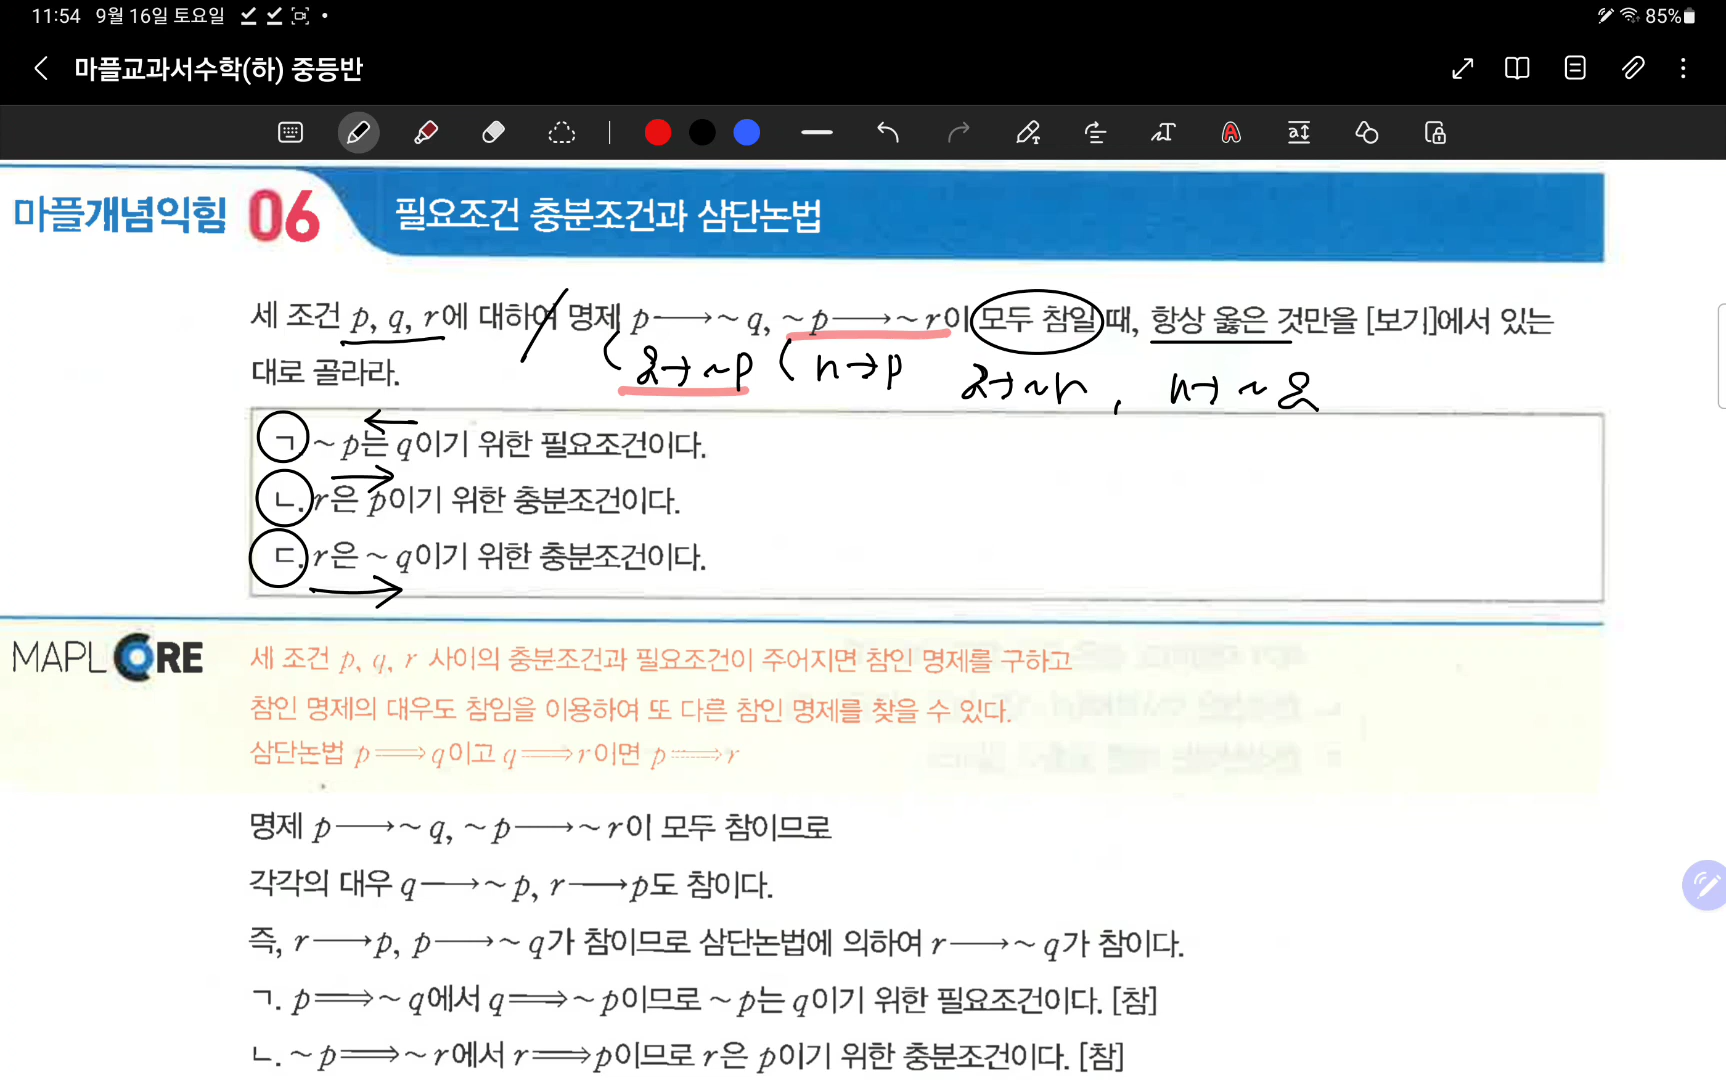 11:54 9월 16일 토요일
85%
마플교과서수학(하) 중등반
마플개념익힘 06 필요조건 충분조건과 삼단논법
세 조건 p, q, r에 대하여 명제 p→~q, ~p→~r이 모두 참일 때, 항상 옳은 것만을 [보기]에서 있는
대로 골라라.
q→~p r→p q→~r, r→~q
ㄱ. ~p는 q이기 위한 필요조건이다.
ㄴ. r은 p이기 위한 충분조건이다.
ㄷ. r은 ~q이기 위한 충분조건이다.
MAPL CORE
세 조건 p, q, r 사이의 충분조건과 필요조건이 주어지면 참인 명제를 구하고
참인 명제의 대우도 참임을 이용하여 또 다른 참인 명제를 찾을 수 있다.
삼단논법 p⟹q이고 q⟹r이면 p⟹r
명제 p→~q, ~p→~r이 모두 참이므로
각각의 대우 q→~p, r→p도 참이다.
즉, r→p, p→~q가 참이므로 삼단논법에 의하여 r→~q가 참이다.
ㄱ. p⟹~q에서 q⟹~p이므로 ~p는 q이기 위한 필요조건이다. [참]
ㄴ. ~p⟹~r에서 r⟹p이므로 r은 p이기 위한 충분조건이다. [참]